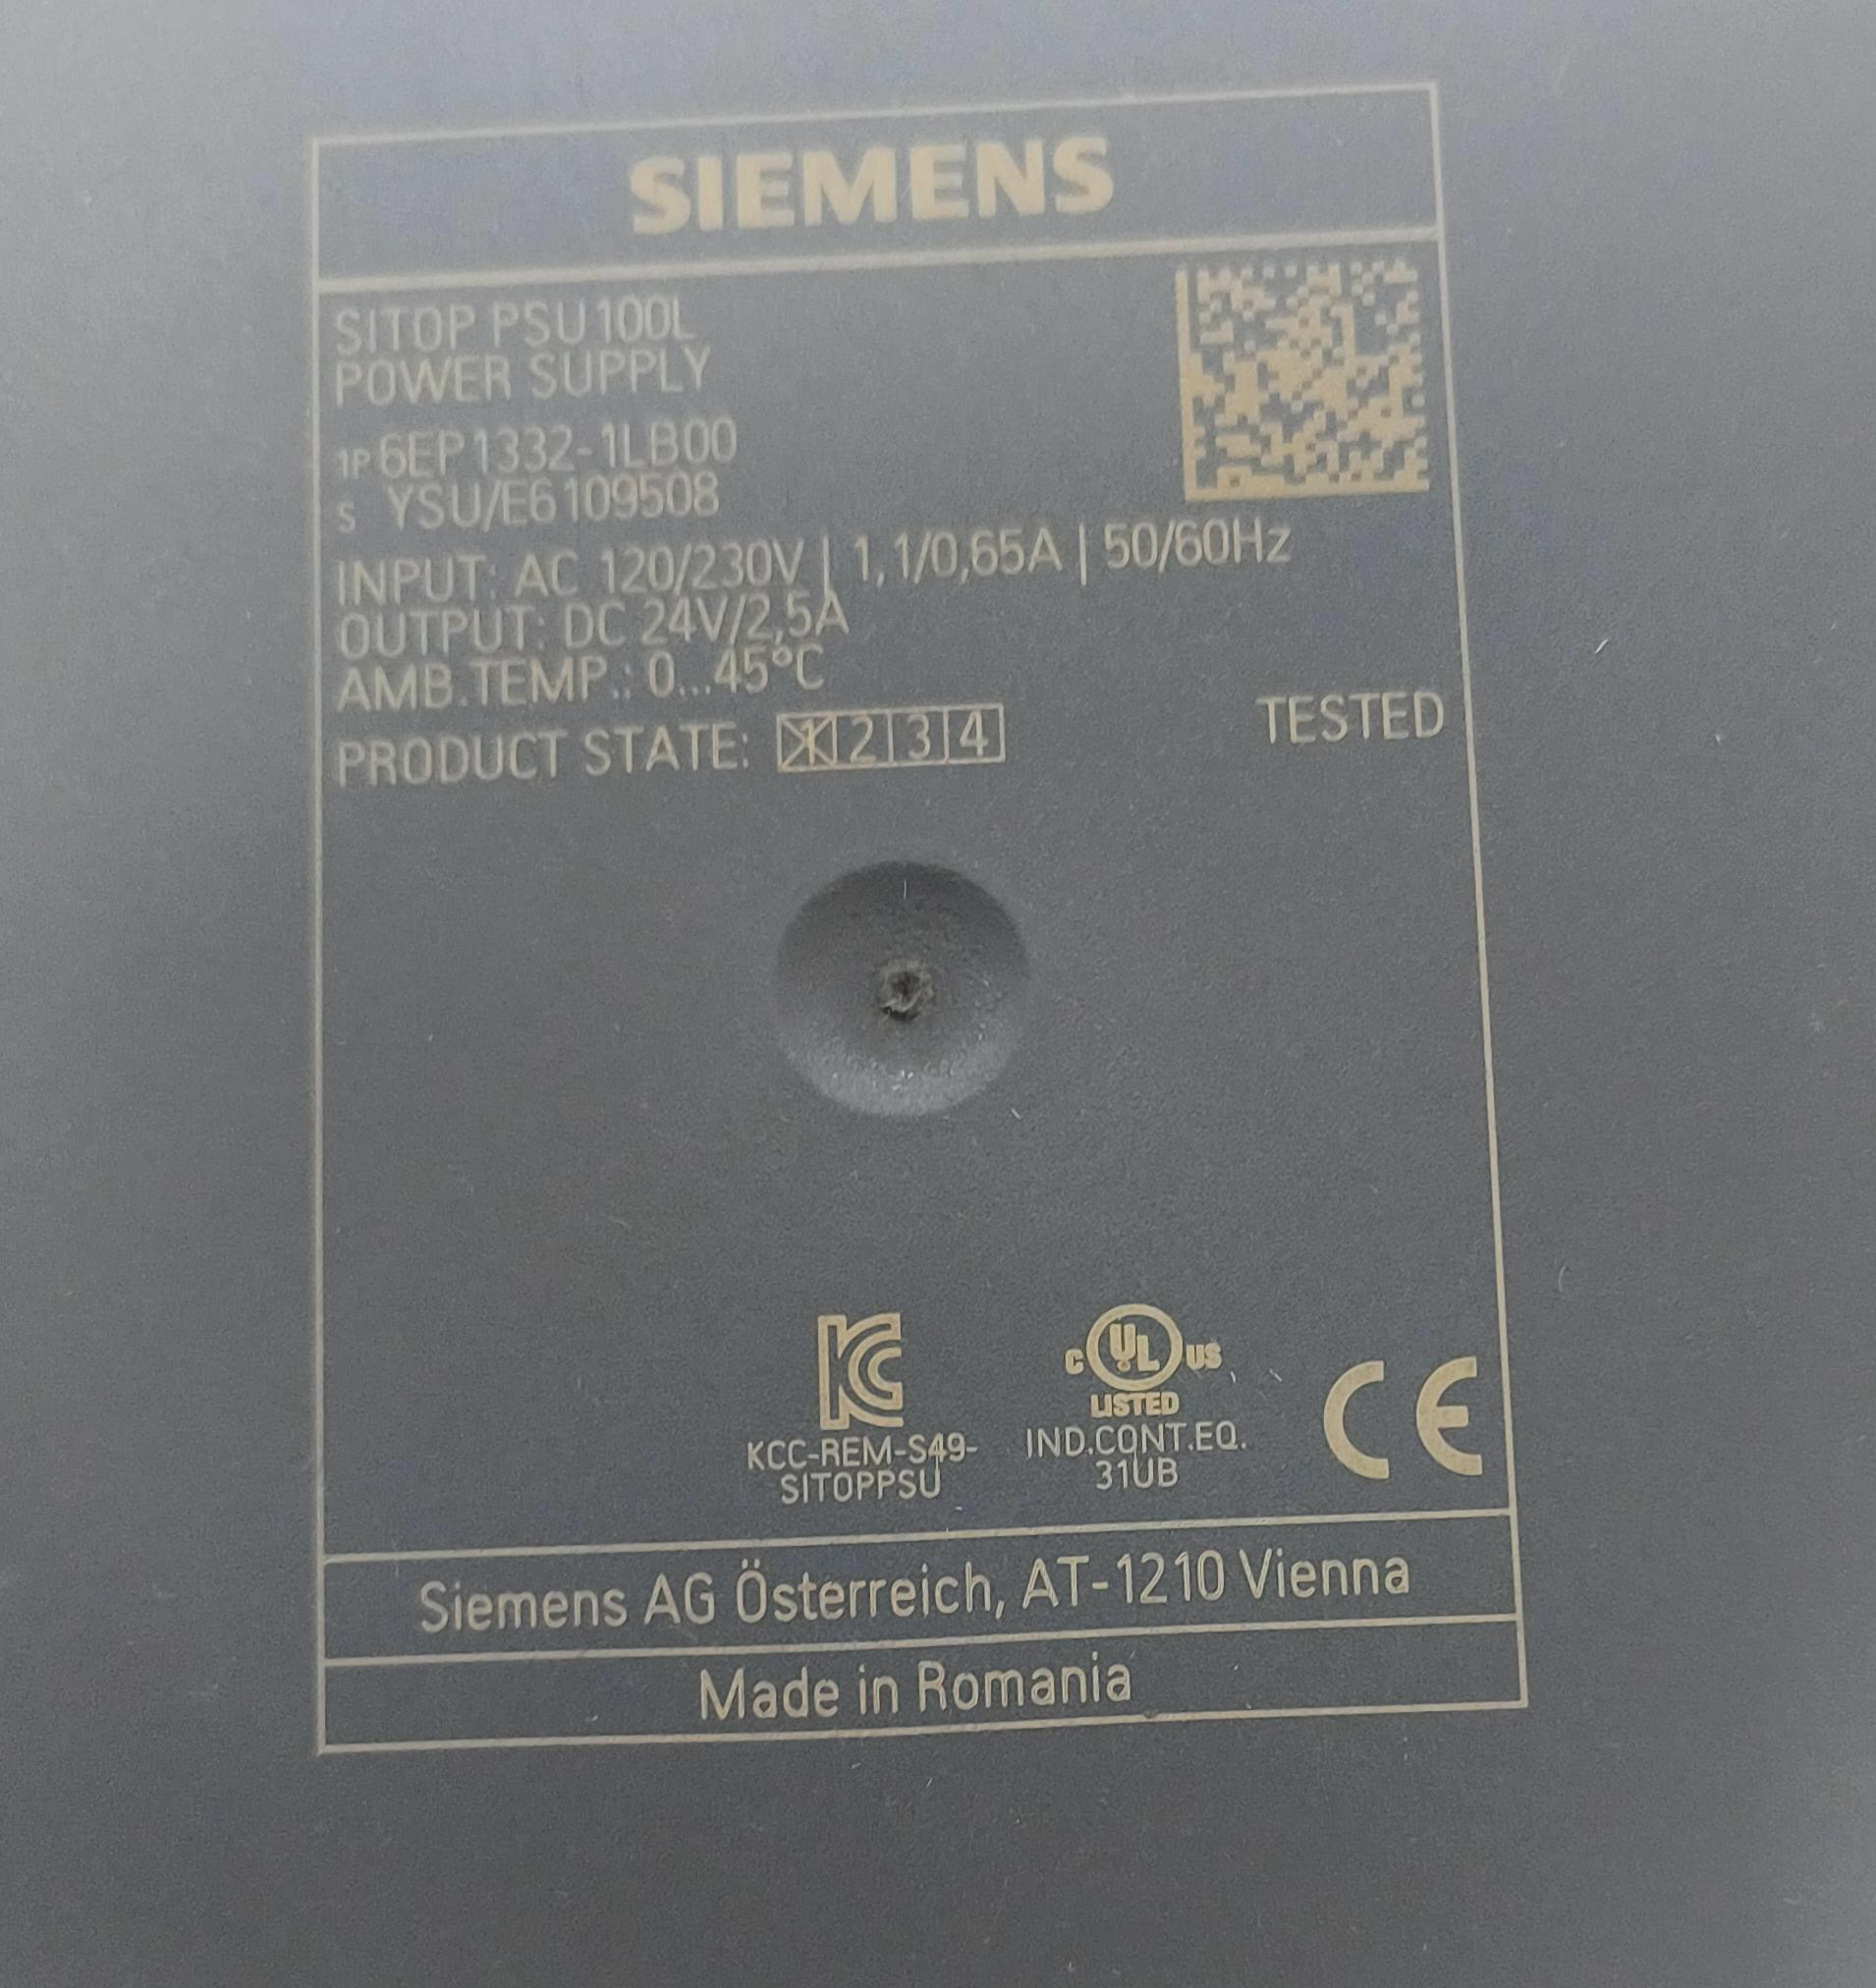 SIEMENS
SITOP PSU100L
POWER SUPPLY
1P 6EP1332-1LB00
S YSU/E6109508
INPUT: AC 120/230V | 1,1/0,65A | 50/60Hz
OUTPUT: DC 24V/2,5A
AMB.TEMP.: 0...45°C
PRODUCT STATE: 1 2 3 4 TESTED
KC
C UL US
LISTED
KCC-REM-S49-
SITOPPSU
IND.CONT.EQ.
31UB
CE
Siemens AG Österreich, AT-1210 Vienna
Made in Romania